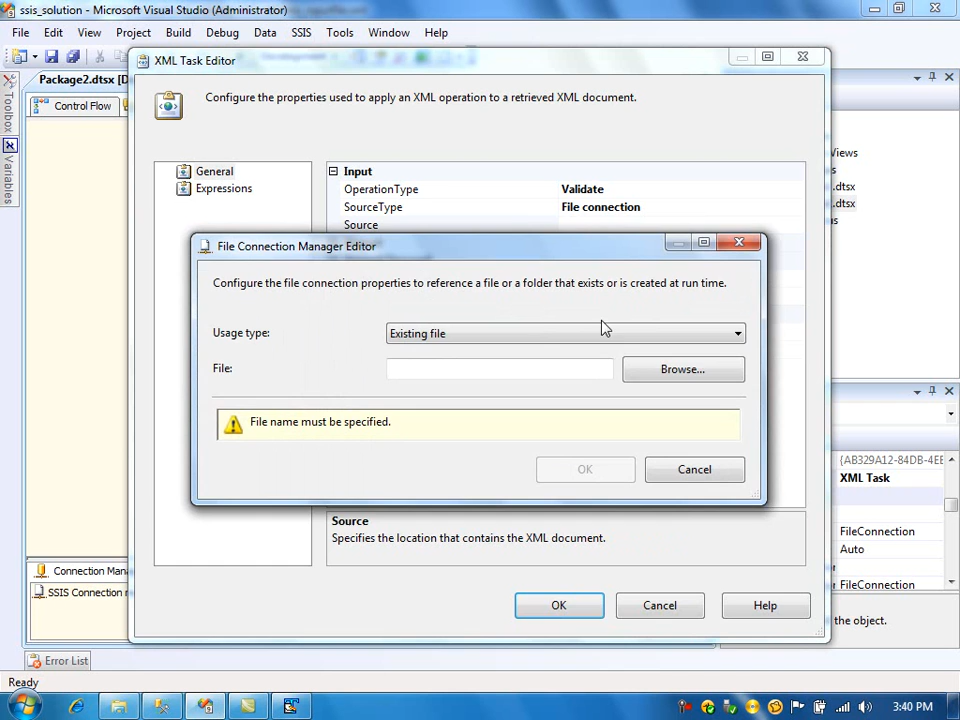 ssis_solution - Microsoft Visual Studio (Administrator)
File Edit View Project Build Debug Data SSIS Tools Window Help
XML Task Editor
Package2.dtsx [D
Toolbox
Variables
Control Flow
Configure the properties used to apply an XML operation to a retrieved XML document.
General
Expressions
Input
OperationType Validate
SourceType File connection
Source
Views
.dtsx
.dtsx
File Connection Manager Editor
Configure the file connection properties to reference a file or a folder that exists or is created at run time.
Usage type: Existing file
File: Browse...
File name must be specified.
OK Cancel
{AB329A12-84DB-4EE
XML Task
FileConnection
Auto
FileConnection
the object.
Source
Specifies the location that contains the XML document.
Connection Mana
SSIS Connection
OK Cancel Help
Error List
Ready
3:40 PM